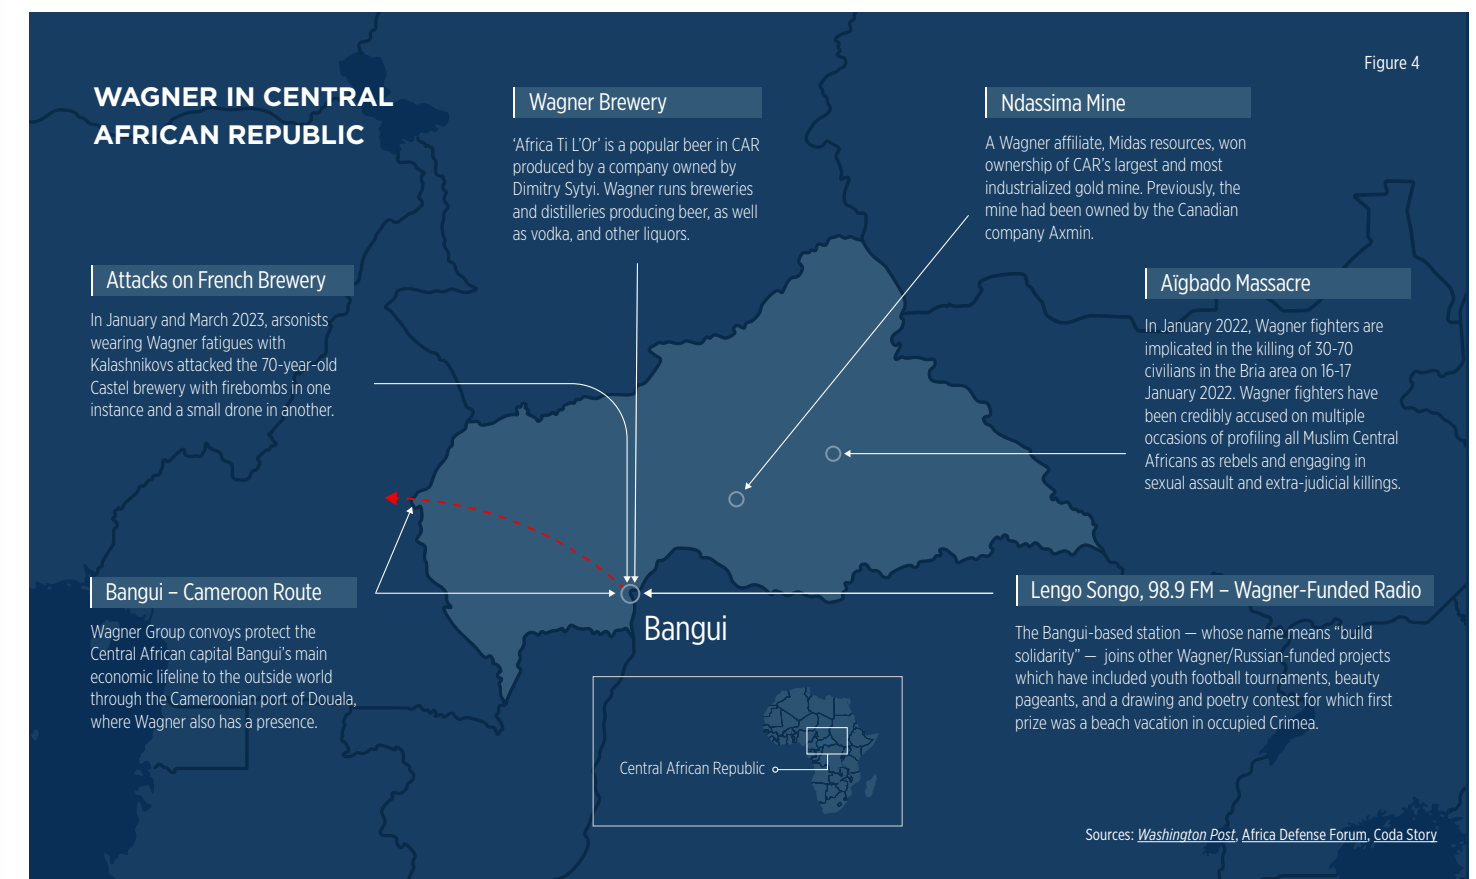 Figure 4
WAGNER IN CENTRAL
AFRICAN REPUBLIC
Wagner Brewery
‘Africa Ti L’Or’ is a popular beer in CAR
produced by a company owned by
Dimitry Sytyi. Wagner runs breweries
and distilleries producing beer, as well
as vodka, and other liquors.
Ndassima Mine
A Wagner affiliate, Midas resources, won
ownership of CAR’s largest and most
industrialized gold mine. Previously, the
mine had been owned by the Canadian
company Axmin.
Attacks on French Brewery
In January and March 2023, arsonists
wearing Wagner fatigues with
Kalashnikovs attacked the 70-year-old
Castel brewery with firebombs in one
instance and a small drone in another.
Aïgbado Massacre
In January 2022, Wagner fighters are
implicated in the killing of 30-70
civilians in the Bria area on 16-17
January 2022. Wagner fighters have
been credibly accused on multiple
occasions of profiling all Muslim Central
Africans as rebels and engaging in
sexual assault and extra-judicial killings.
Bangui – Cameroon Route
Wagner Group convoys protect the
Central African capital Bangui’s main
economic lifeline to the outside world
through the Cameroonian port of Douala,
where Wagner also has a presence.
Bangui
Lengo Songo, 98.9 FM – Wagner-Funded Radio
The Bangui-based station — whose name means “build
solidarity” — joins other Wagner/Russian-funded projects
which have included youth football tournaments, beauty
pageants, and a drawing and poetry contest for which first
prize was a beach vacation in occupied Crimea.
Central African Republic
Sources: Washington Post, Africa Defense Forum, Coda Story